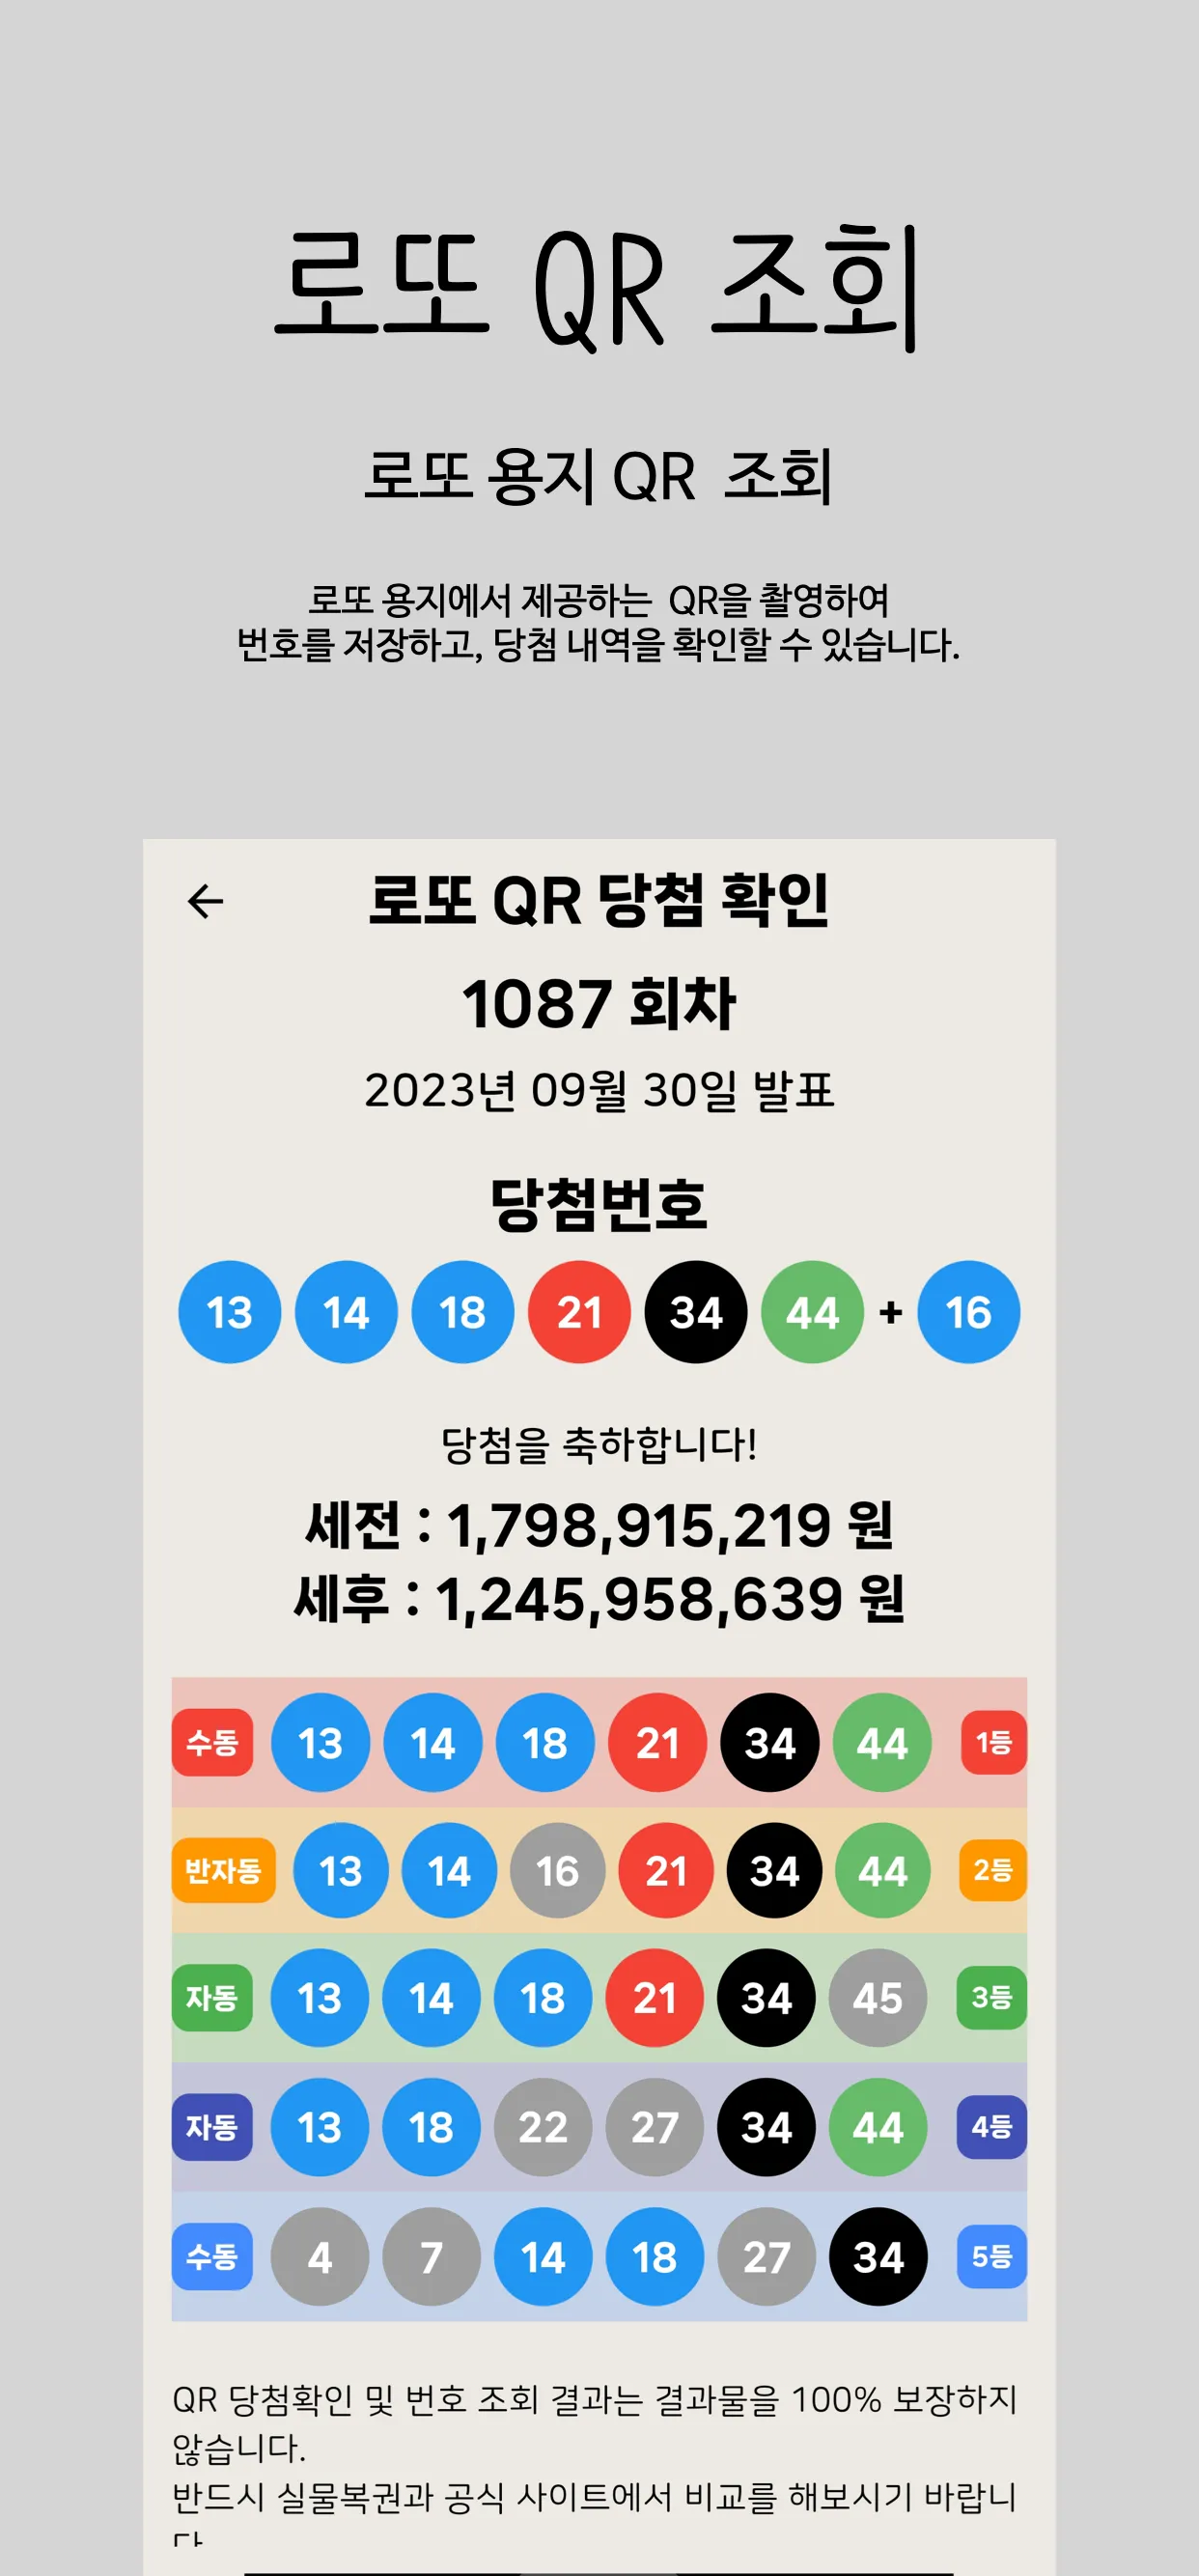 로또 QR 조회
로또 용지 QR 조회
로또 용지에서 제공하는 QR을 촬영하여
번호를 저장하고, 당첨 내역을 확인할 수 있습니다.
로또 QR 당첨 확인
1087 회차
2023년 09월 30일 발표
당첨번호
13 14 18 21 34 44 + 16
당첨을 축하합니다!
세전 : 1,798,915,219 원
세후 : 1,245,958,639 원
수동 13 14 18 21 34 44 1등
반자동 13 14 16 21 34 44 2등
자동 13 14 18 21 34 45 3등
자동 13 18 22 27 34 44 4등
수동 4 7 14 18 27 34 5등
QR 당첨확인 및 번호 조회 결과는 결과물을 100% 보장하지
않습니다.
반드시 실물복권과 공식 사이트에서 비교를 해보시기 바랍니